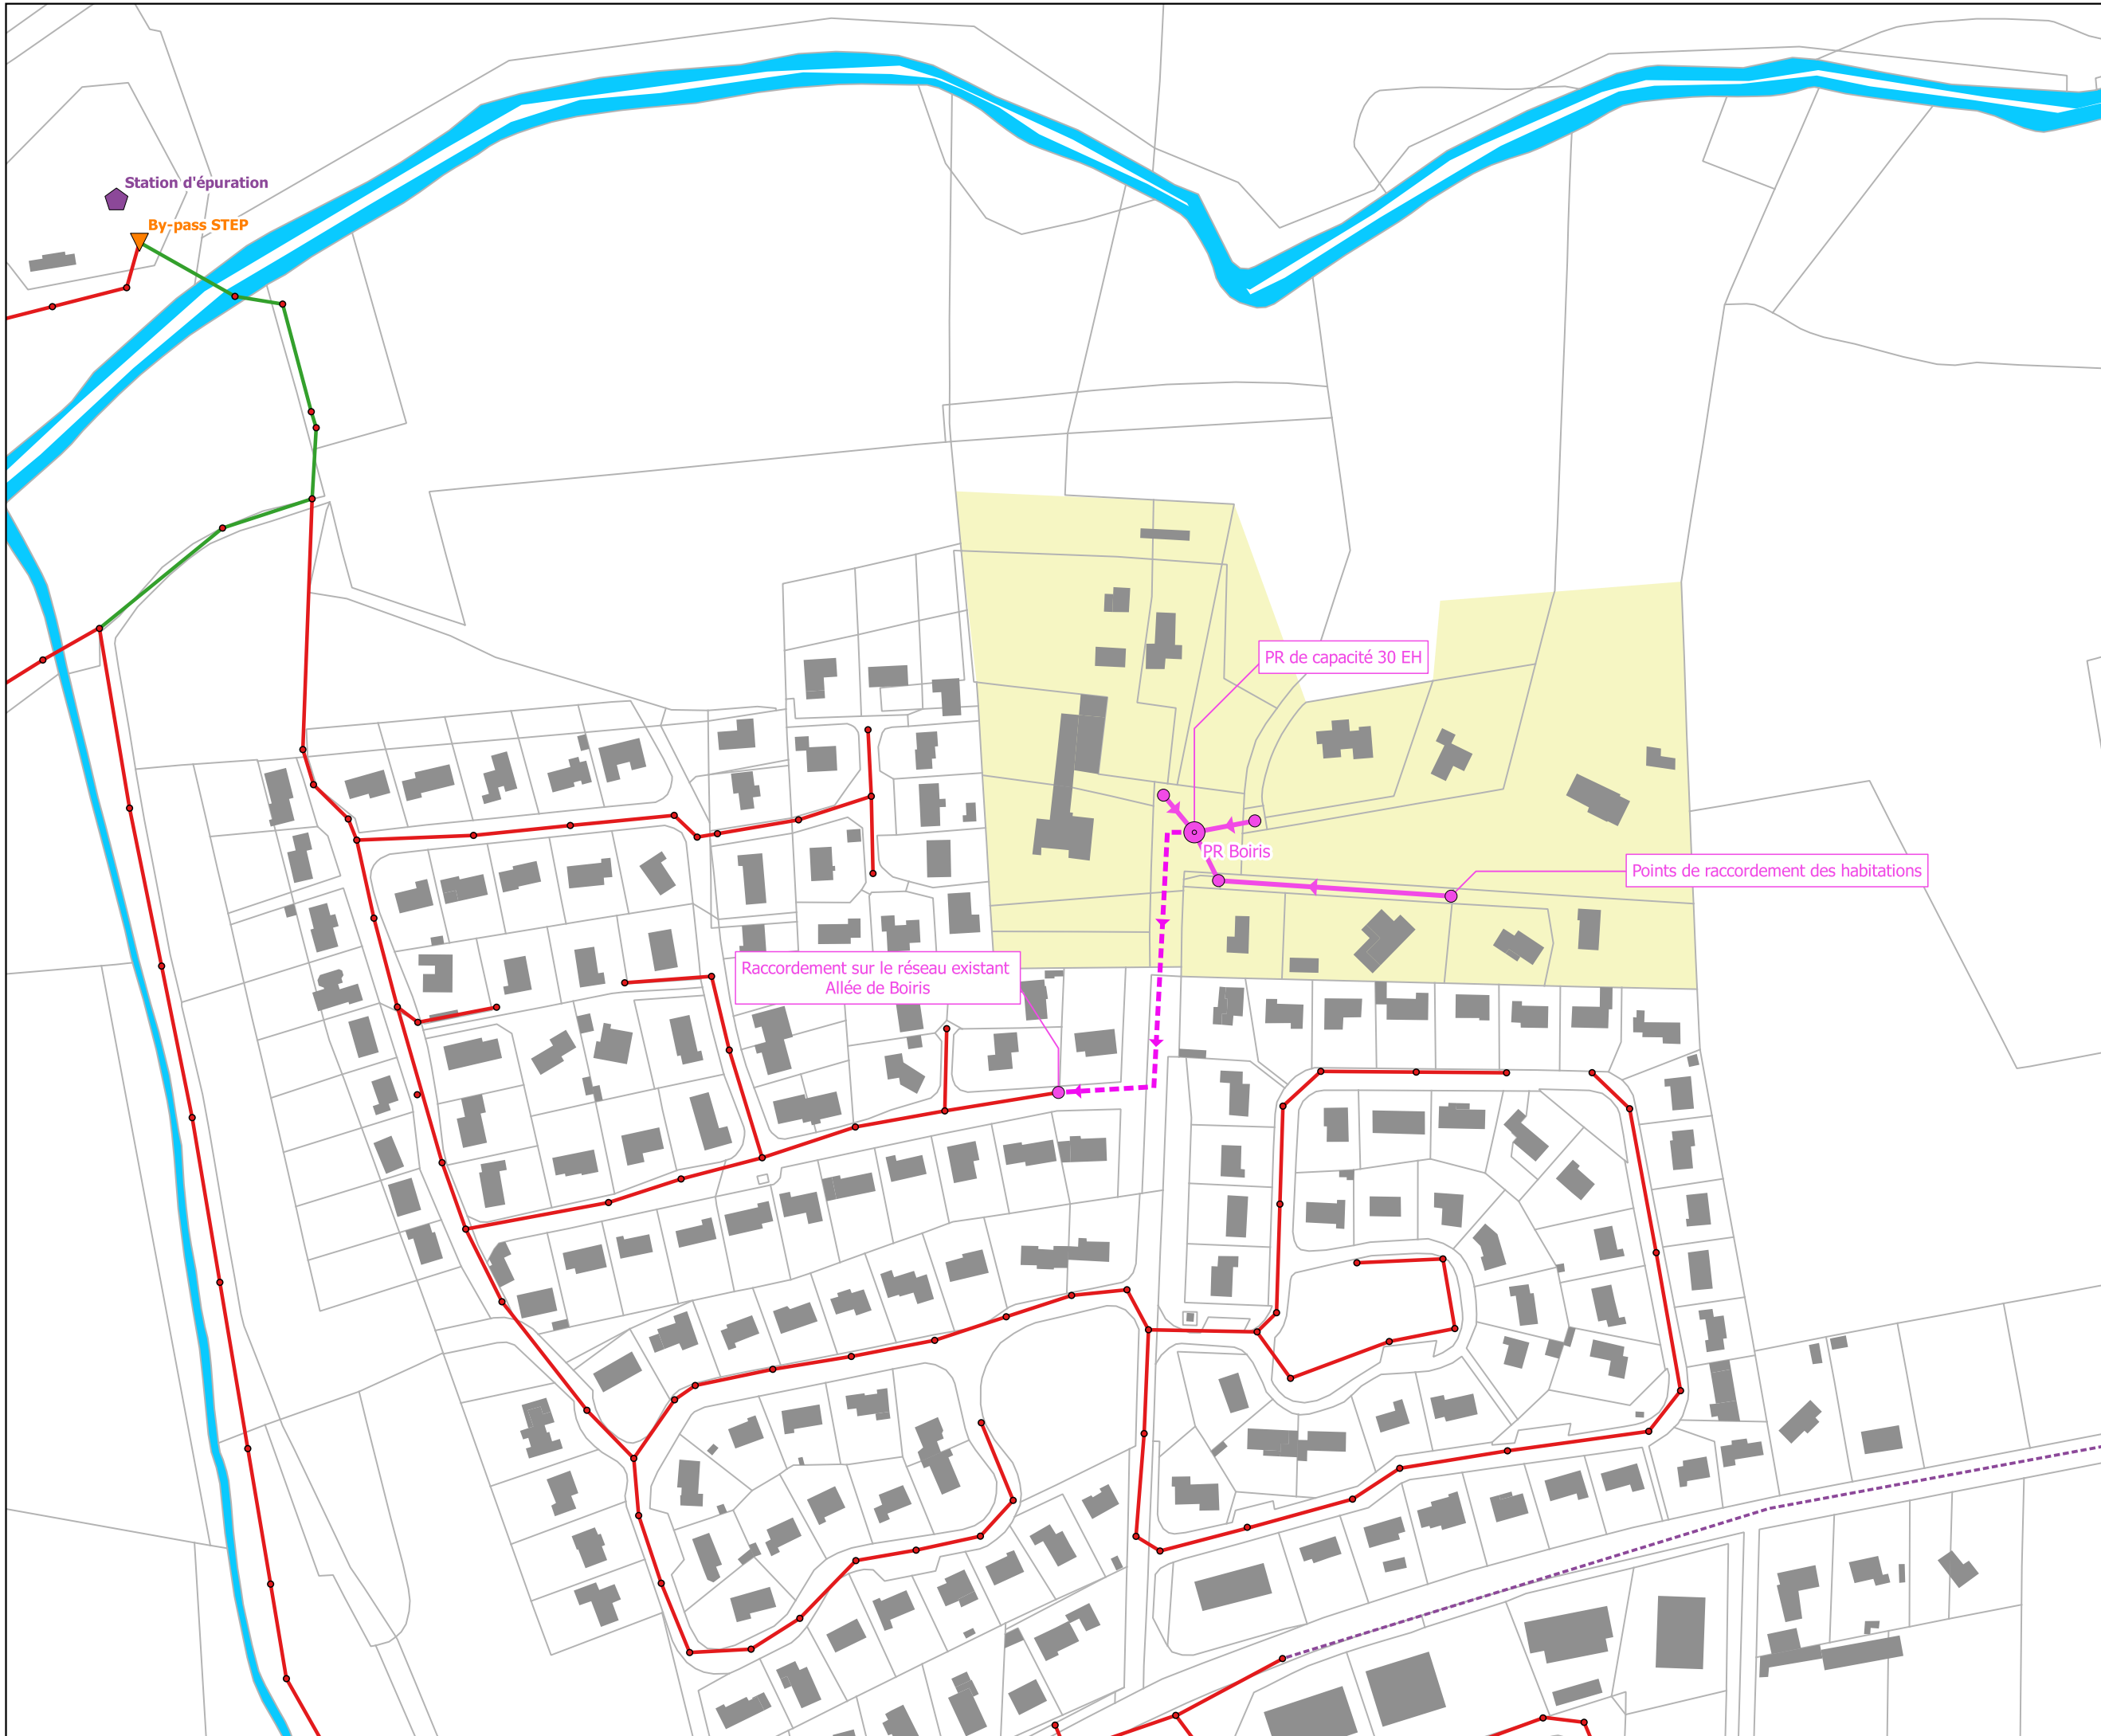 Station d'épuration
By-pass STEP
PR de capacité 30 EH
PR Boiris
Points de raccordement des habitations
Raccordement sur le réseau existant
Allée de Boiris